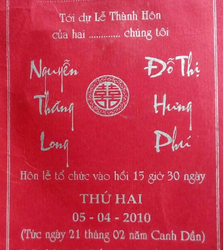 Tới dự Lễ Thành Hôn
của hai ............ chúng tôi
Nguyễn Đỗ Thị
Thắng Hưng
Long Phú
Hôn lễ tổ chức vào hồi 15 giờ 30 ngày
THỨ HAI
05 - 04 - 2010
(Tức ngày 21 tháng 02 năm Canh Dần)